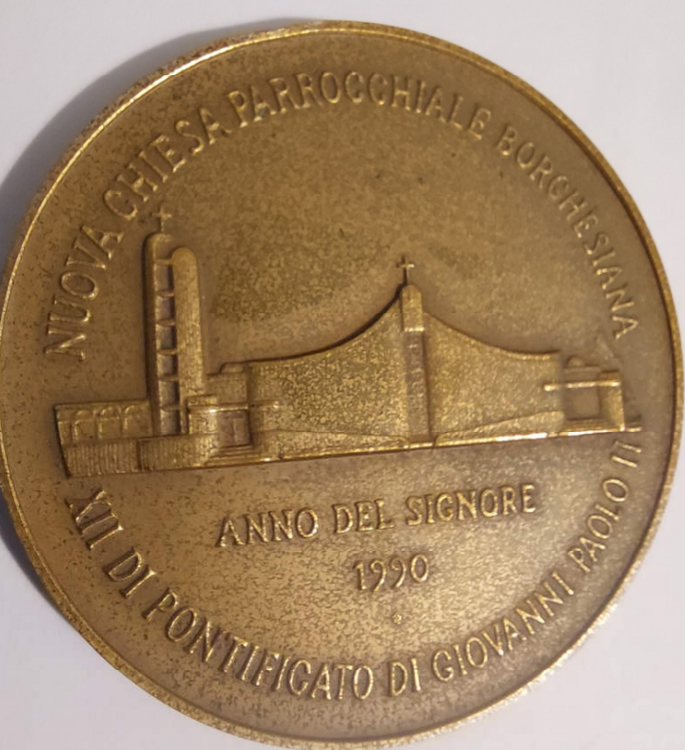 NUOVA CHIESA PARROCCHIALE BORGHESIANA
ANNO DEL SIGNORE
1990
XII DI PONTIFICATO DI GIOVANNI PAOLO II